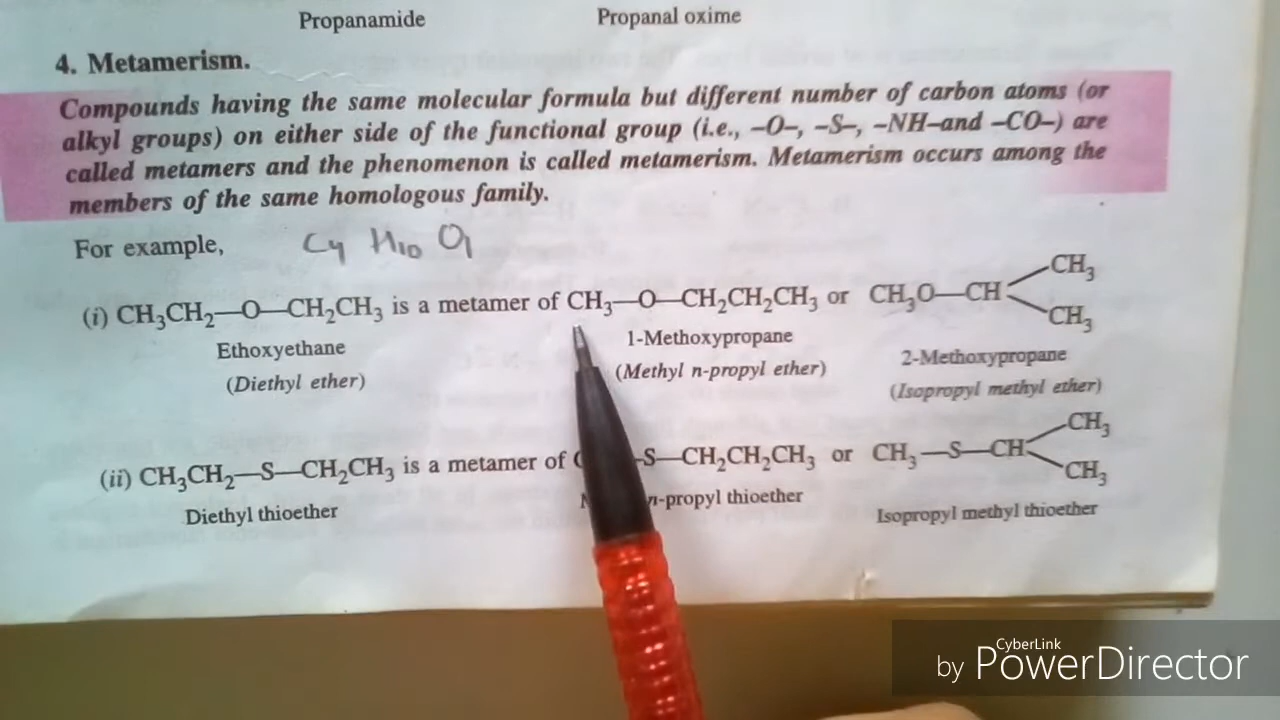 Propanamide Propanal oxime
4. Metamerism.
Compounds having the same molecular formula but different number of carbon atoms (or
alkyl groups) on either side of the functional group (i.e., –O–, –S–, –NH–and –CO–) are
called metamers and the phenomenon is called metamerism. Metamerism occurs among the
members of the same homologous family.
For example, C4 H10 O1
(i) CH3CH2—O—CH2CH3 is a metamer of CH3—O—CH2CH2CH3 or CH3O—CH CH3 CH3
Ethoxyethane 1-Methoxypropane 2-Methoxypropane
(Diethyl ether) (Methyl n-propyl ether) (Isopropyl methyl ether)
(ii) CH3CH2—S—CH2CH3 is a metamer of S—CH2CH2CH3 or CH3—S—CH CH3 CH3
Diethyl thioether n-propyl thioether Isopropyl methyl thioether
CyberLink
by PowerDirector